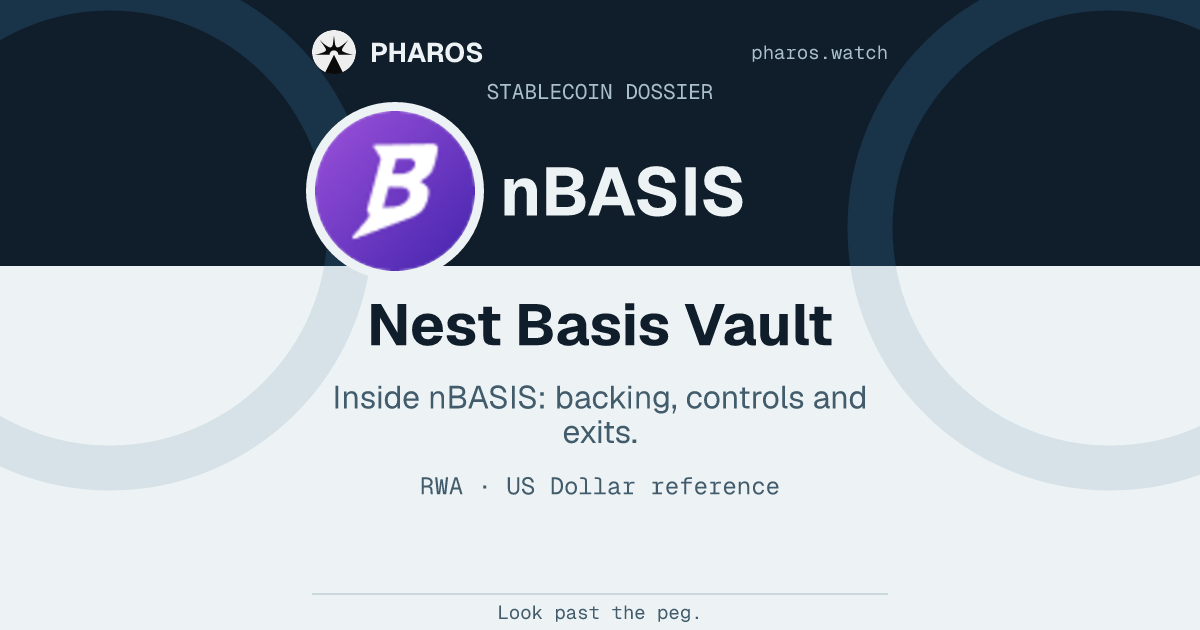 PHAROS
pharos.watch
STABLECOIN DOSSIER
B
nBASIS
Nest Basis Vault
Inside nBASIS: backing, controls and
exits.
RWA · US Dollar reference
Look past the peg.